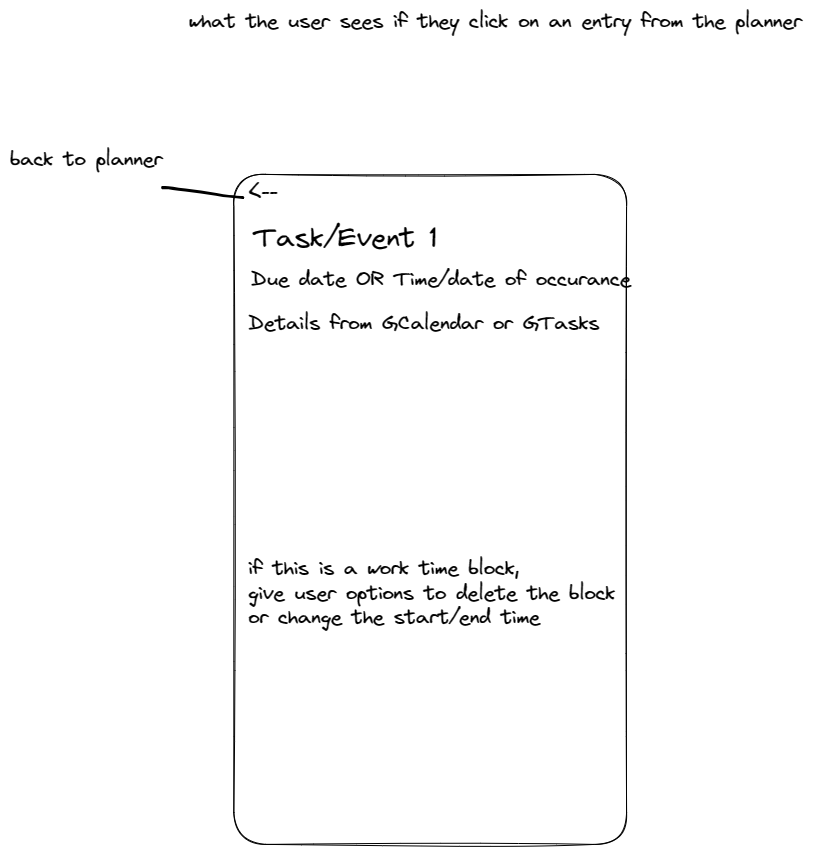 what the user sees if they click on an entry from the planner
back to planner
<--
Task/Event 1
Due date OR Time/date of occurance
Details from GCalendar or GTasks
if this is a work time block,
give user options to delete the block
or change the start/end time